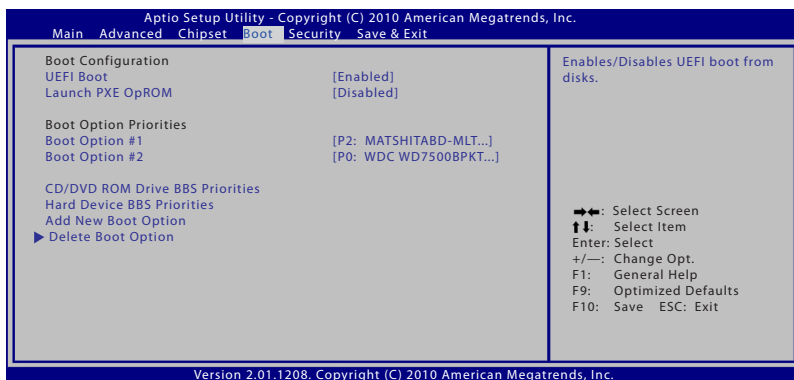 Aptio Setup Utility - Copyright (C) 2010 American Megatrends, Inc.
Main Advanced Chipset Boot Security Save & Exit
Boot Configuration
UEFI Boot [Enabled]
Launch PXE OpROM [Disabled]
Boot Option Priorities
Boot Option #1 [P2: MATSHITABD-MLT...]
Boot Option #2 [P0: WDC WD7500BPKT...]
CD/DVD ROM Drive BBS Priorities
Hard Device BBS Priorities
Add New Boot Option
▶ Delete Boot Option
Enables/Disables UEFI boot from
disks.
→←: Select Screen
↑↓: Select Item
Enter: Select
+/—: Change Opt.
F1: General Help
F9: Optimized Defaults
F10: Save ESC: Exit
Version 2.01.1208. Copyright (C) 2010 American Megatrends, Inc.